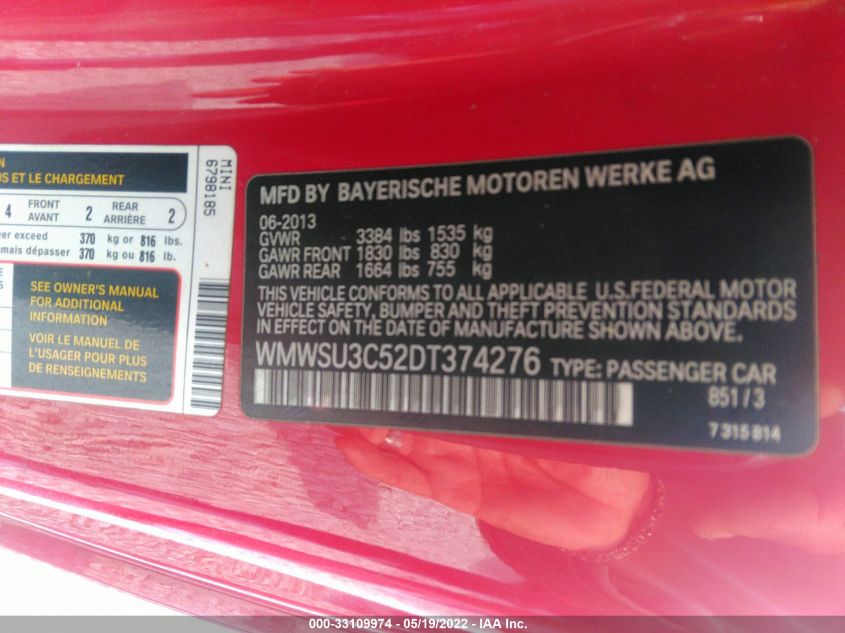 N
US ET LE CHARGEMENT
4 FRONT AVANT 2 REAR ARRIÈRE 2
er exceed 370 kg or 816 lbs.
mais dépasser 370 kg ou 816 lb.
SEE OWNER'S MANUAL
FOR ADDITIONAL
INFORMATION
VOIR LE MANUEL DE
L'USAGER POUR PLUS
DE RENSEIGNEMENTS
MINI
6798185
MFD BY BAYERISCHE MOTOREN WERKE AG
06-2013
GVWR 3384 lbs 1535 kg
GAWR FRONT 1830 lbs 830 kg
GAWR REAR 1664 lbs 755 kg
THIS VEHICLE CONFORMS TO ALL APPLICABLE U.S.FEDERAL MOTOR
VEHICLE SAFETY, BUMPER AND THEFT PREVENTION STANDARDS
IN EFFECT ON THE DATE OF MANUFACTURE SHOWN ABOVE.
WMWSU3C52DT374276 TYPE: PASSENGER CAR
851 / 3
7 315 814
000-33109974 - 05/19/2022 - IAA Inc.